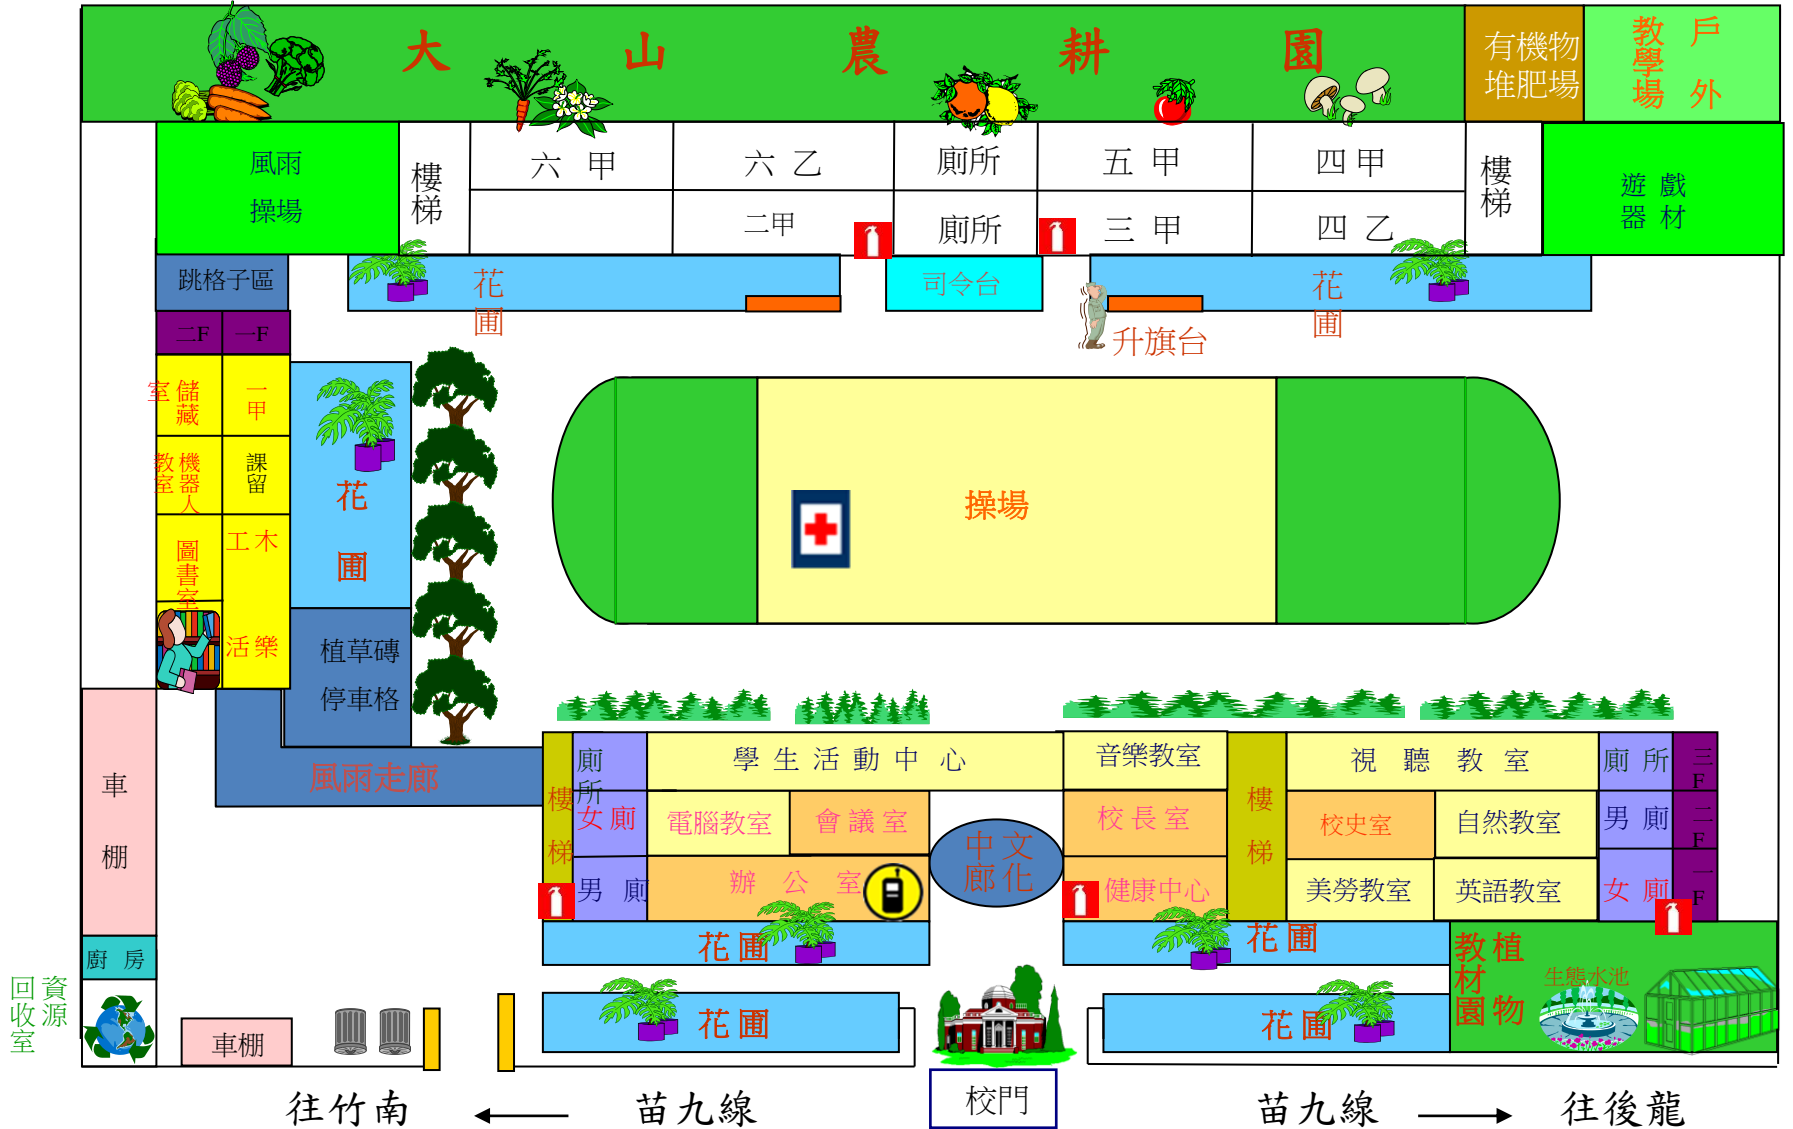 大山農耕園
有機物
堆肥場
戶外
教學場
風雨
操場
樓梯
六甲
六乙
廁所
五甲
四甲
樓梯
遊戲
器材
二甲
廁所
三甲
四乙
跳格子區
花圃
司令台
花圃
升旗台
二F
一F
儲藏室
一甲
機器人教室
課留
圖書室
木工
樂活
花圃
植草磚
停車格
操場
車棚
風雨走廊
樓梯
廁所
學生活動中心
音樂教室
樓梯
視聽教室
廁所
三F
女廁
電腦教室
會議室
文化中廊
校長室
校史室
自然教室
男廁
二F
男廁
辦公室
健康中心
美勞教室
英語教室
女廁
一F
花圃
花圃
廚房
資源
回收室
車棚
花圃
花圃
植物
教材園
生態水池
校門
往竹南
苗九線
苗九線
往後龍